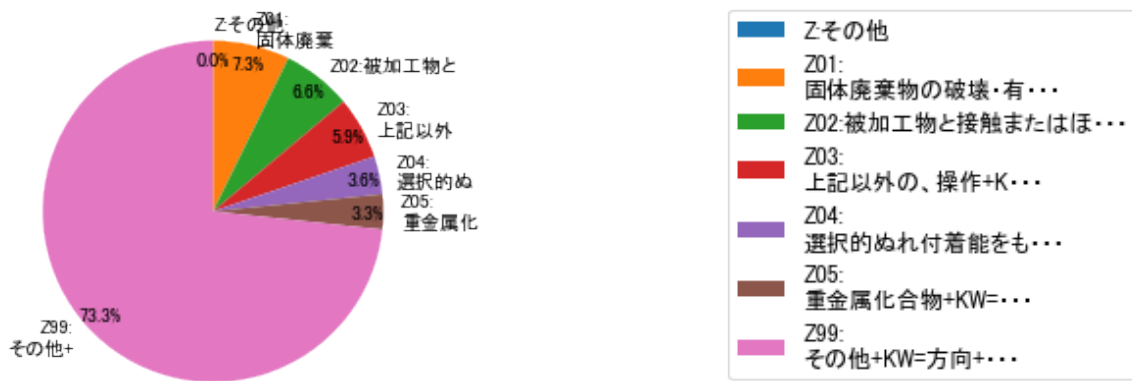 Z:その他
Z01:
固体廃棄
0.0%
7.3%
Z02:被加工物と
6.6%
Z03:
上記以外
5.9%
Z04:
選択的ぬ
3.6%
Z05:
重金属化
3.3%
73.3%
Z99:
その他+
Z:その他
Z01:
固体廃棄物の破壊・有・・・
Z02:被加工物と接触またはほ・・・
Z03:
上記以外の、操作+K・・・
Z04:
選択的ぬれ付着能をも・・・
Z05:
重金属化合物+KW=・・・
Z99:
その他+KW=方向+・・・